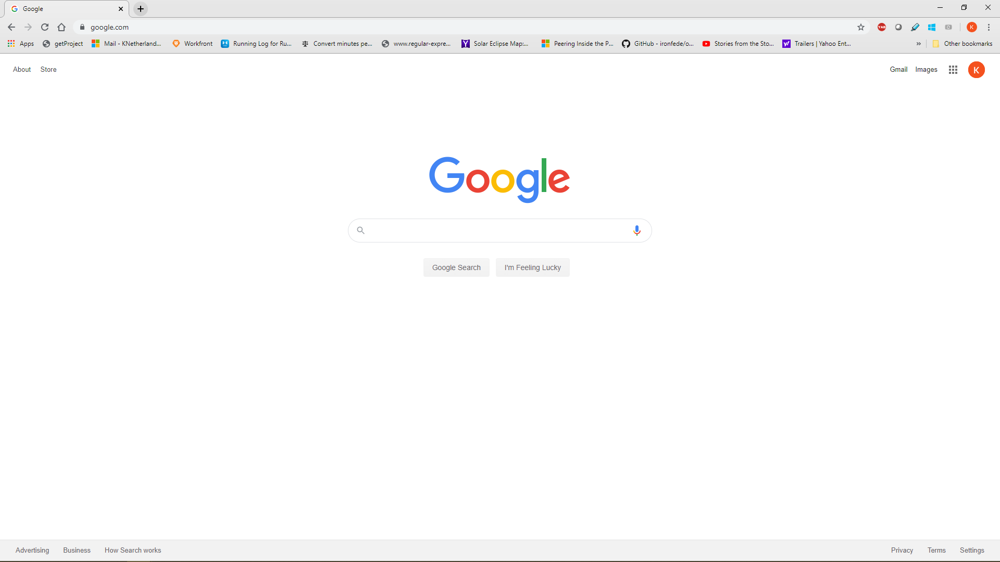 Google
google.com
Apps getProject Mail - KNetherland... Workfront Running Log for Ru... Convert minutes pe... www.regular-expre... Solar Eclipse Map:... Peering Inside the P... GitHub - ironfede/o... Stories from the Sto... Trailers | Yahoo Ent... » Other bookmarks
YAB
K
About Store Gmail Images K
Google
Google Search I'm Feeling Lucky
Advertising Business How Search works Privacy Terms Settings